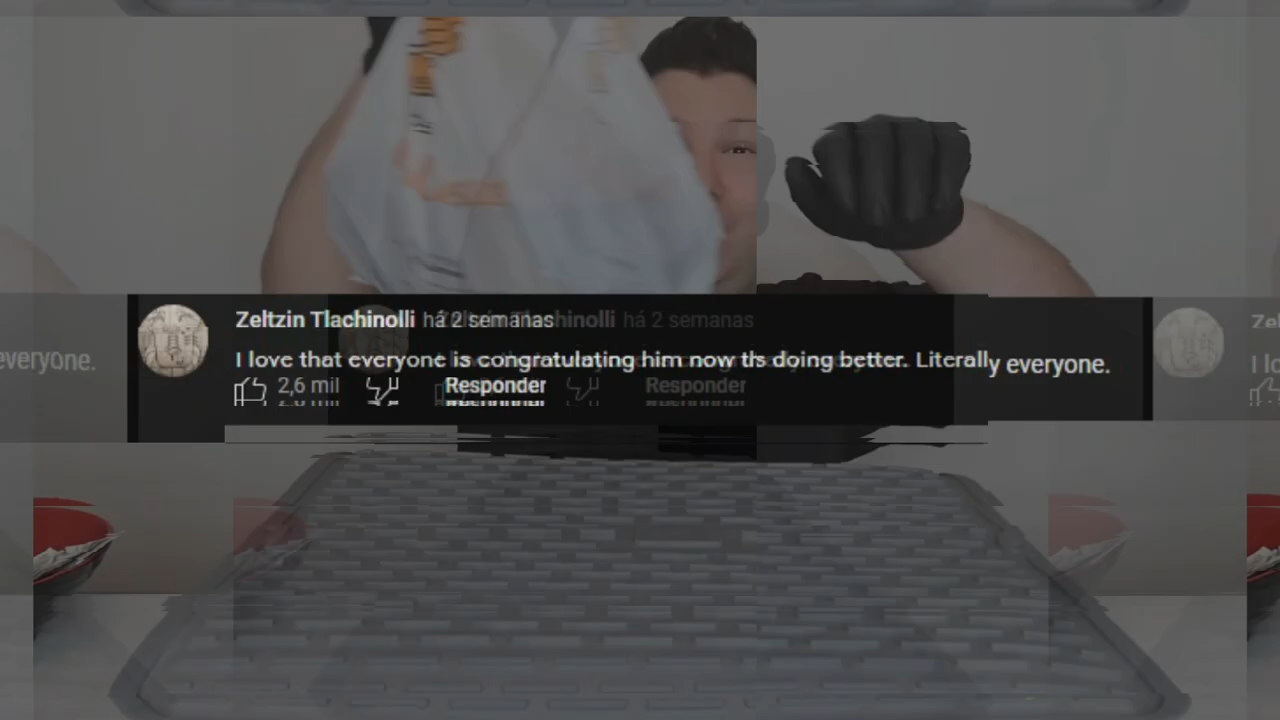 Zeltzin Tlachinolli há 2 semanas
I love that everyone is congratulating him now doing better. Literally everyone.
2,6 mil Responder